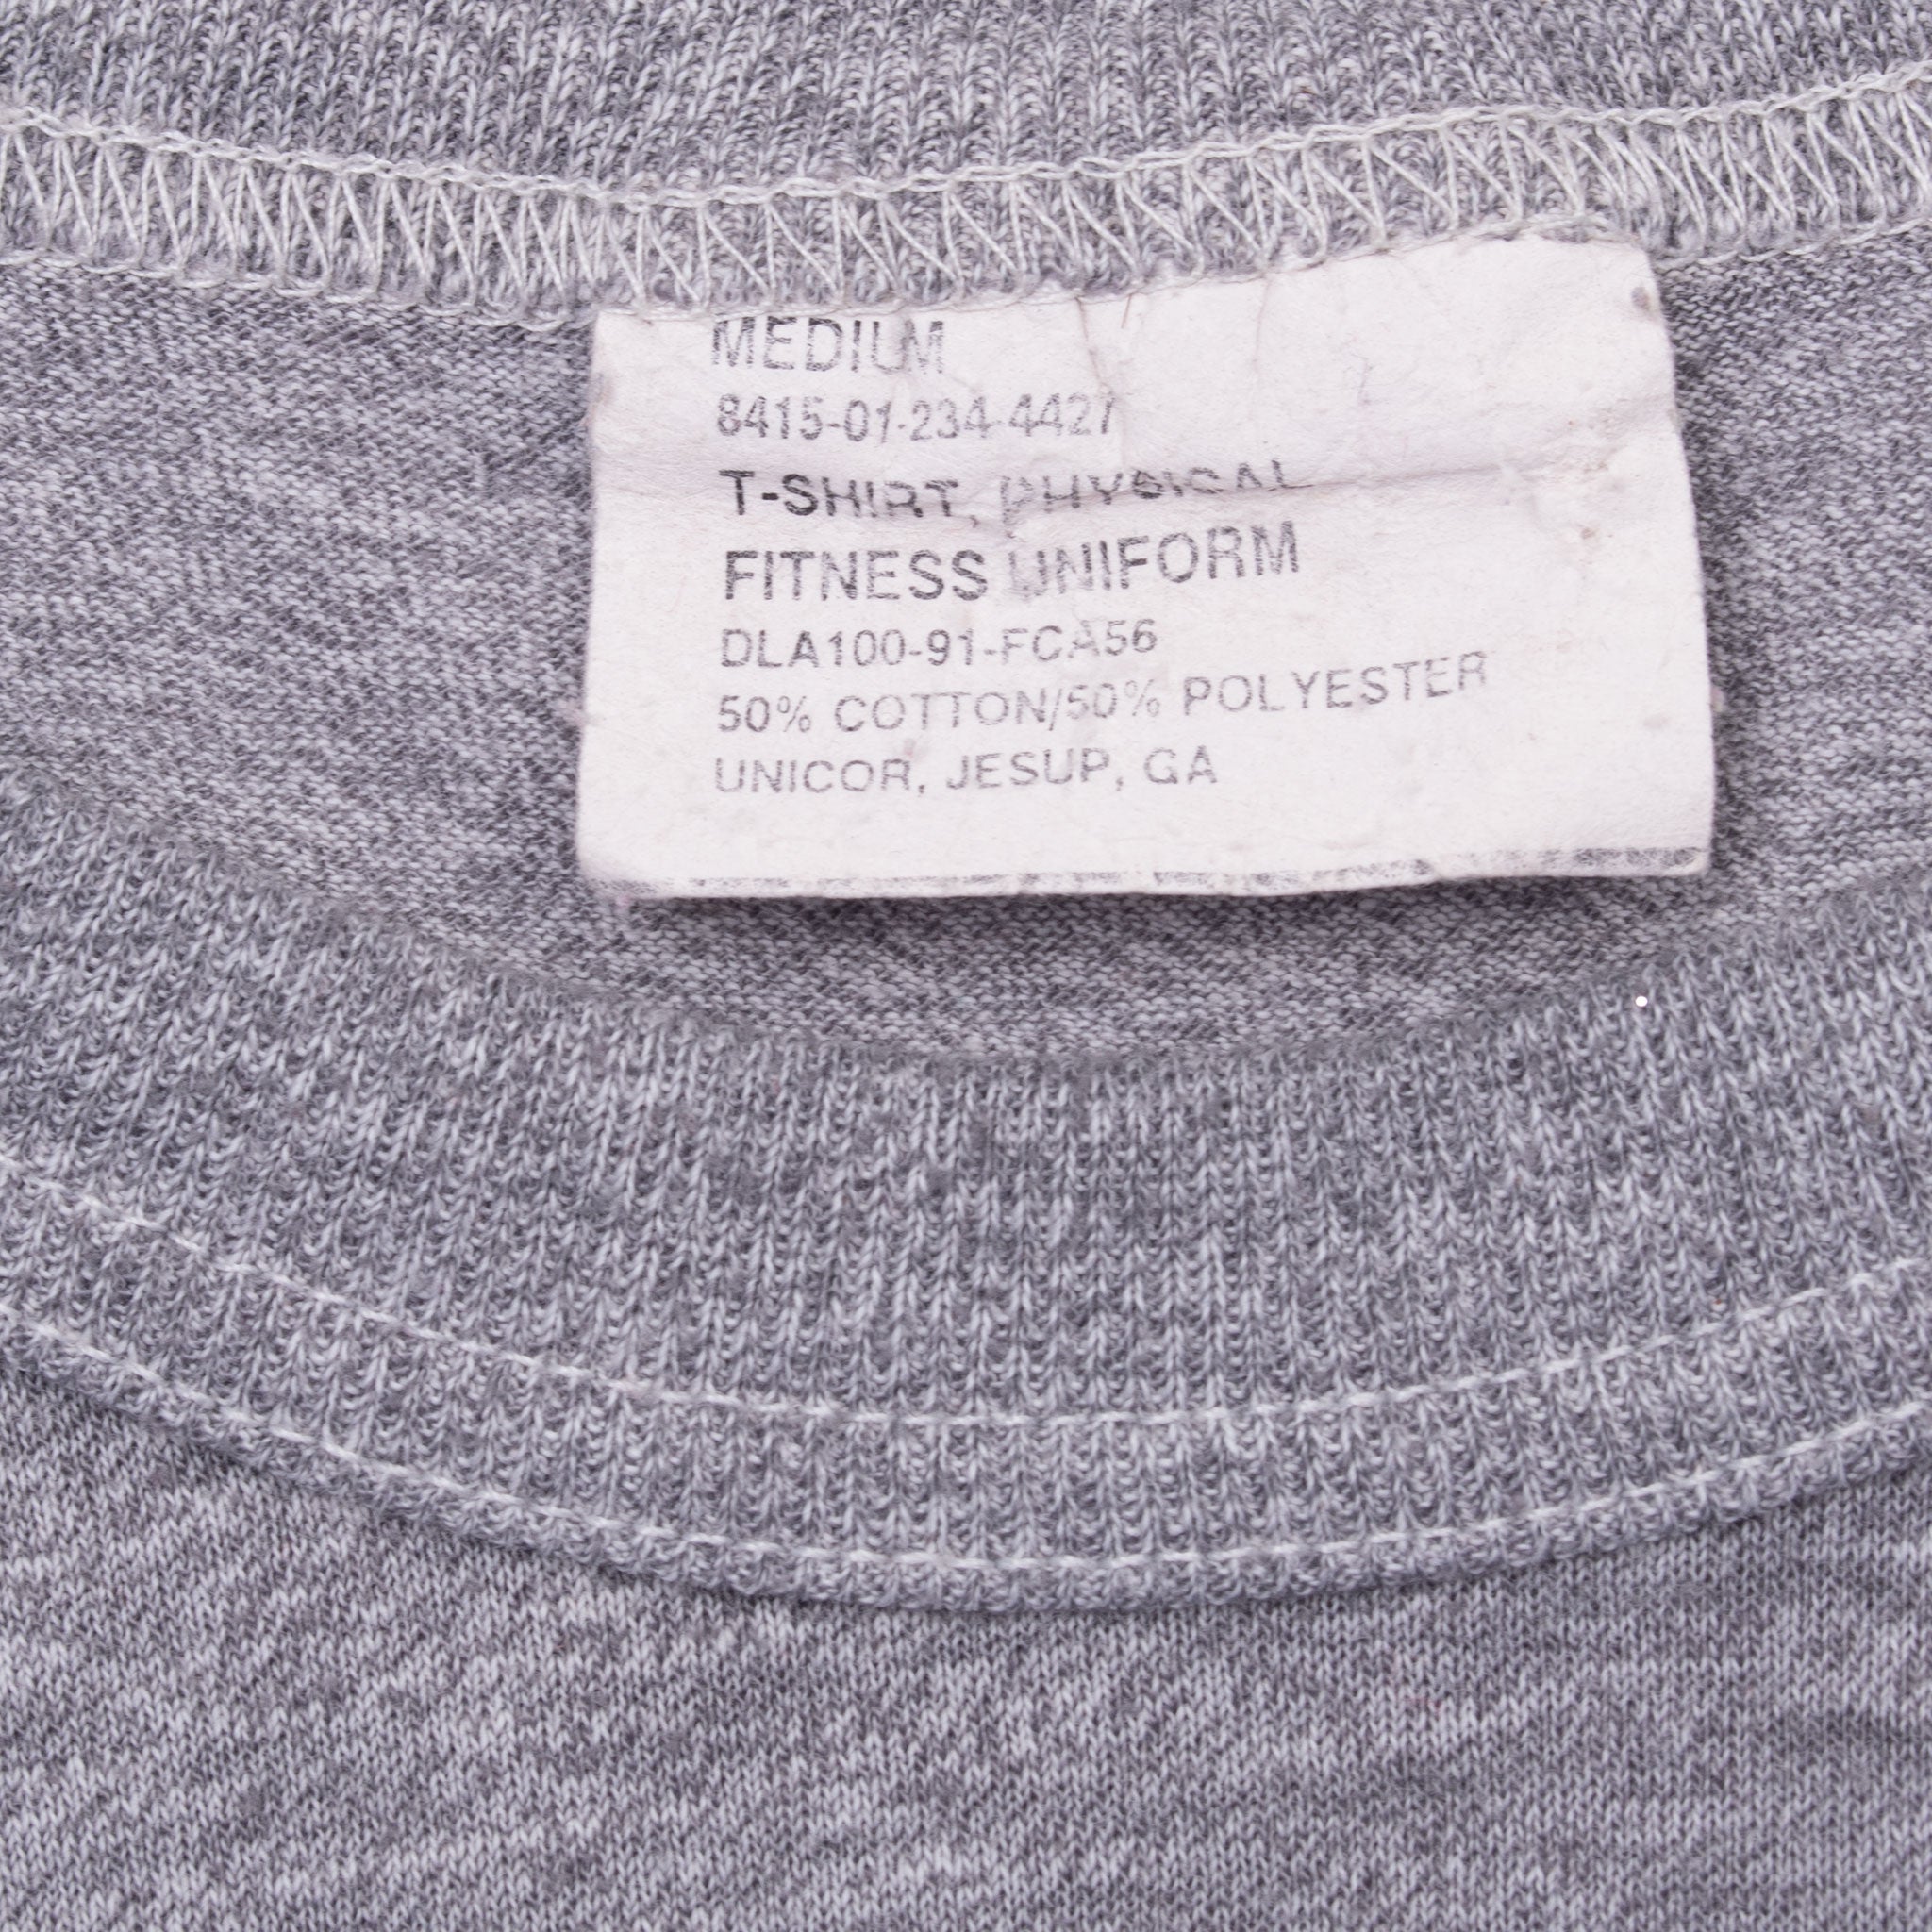 MEDIUM
8415-01-234-4427
T-SHIRT, PHYSICAL
FITNESS UNIFORM
DLA100-91-FCA56
50% COTTON/50% POLYESTER
UNICOR, JESUP, GA